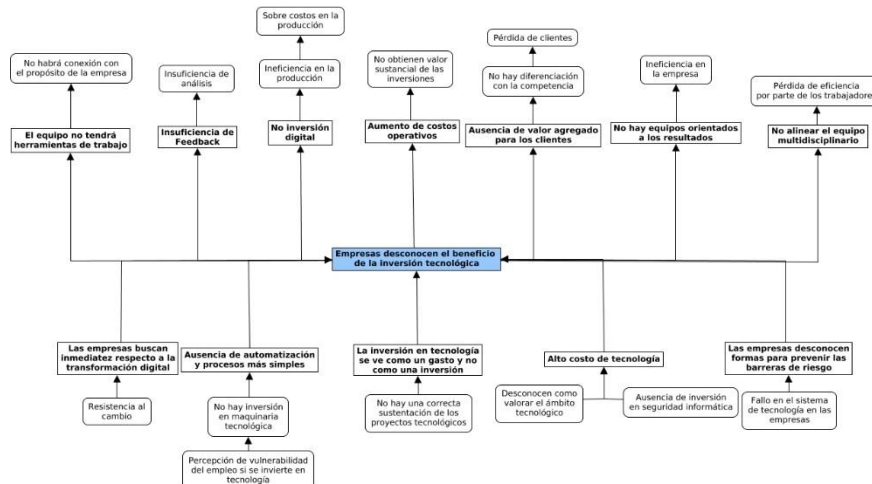 Sobre costos en la
producción
Pérdida de clientes
No habrá conexión con
el propósito de la empresa
Insuficiencia de
análisis
Ineficiencia en la
producción
No obtienen valor
sustancial de las
inversiones
No hay diferenciación
con la competencia
Ineficiencia en
la empresa
Pérdida de eficiencia
por parte de los trabajadores
El equipo no tendrá
herramientas de trabajo
Insuficiencia de
Feedback
No inversión
digital
Aumento de costos
operativos
Ausencia de valor agregado
para los clientes
No hay equipos orientados
a los resultados
No alinear el equipo
multidisciplinario
Empresas desconocen el beneficio
de la inversión tecnológica
Las empresas buscan
inmediatez respecto a la
transformación digital
Ausencia de automatización
y procesos más simples
La inversión en tecnología
se ve como un gasto y no
como una inversión
Alto costo de tecnología
Las empresas desconocen
formas para prevenir las
barreras de riesgo
Resistencia al
cambio
No hay inversión
en maquinaria
tecnológica
No hay una correcta
sustentación de los
proyectos tecnológicos
Desconocen como
valorar el ámbito
tecnológico
Ausencia de inversión
en seguridad informática
Fallo en el sistema
de tecnología en las
empresas
Percepción de vulnerabilidad
del empleo si se invierte en
tecnología